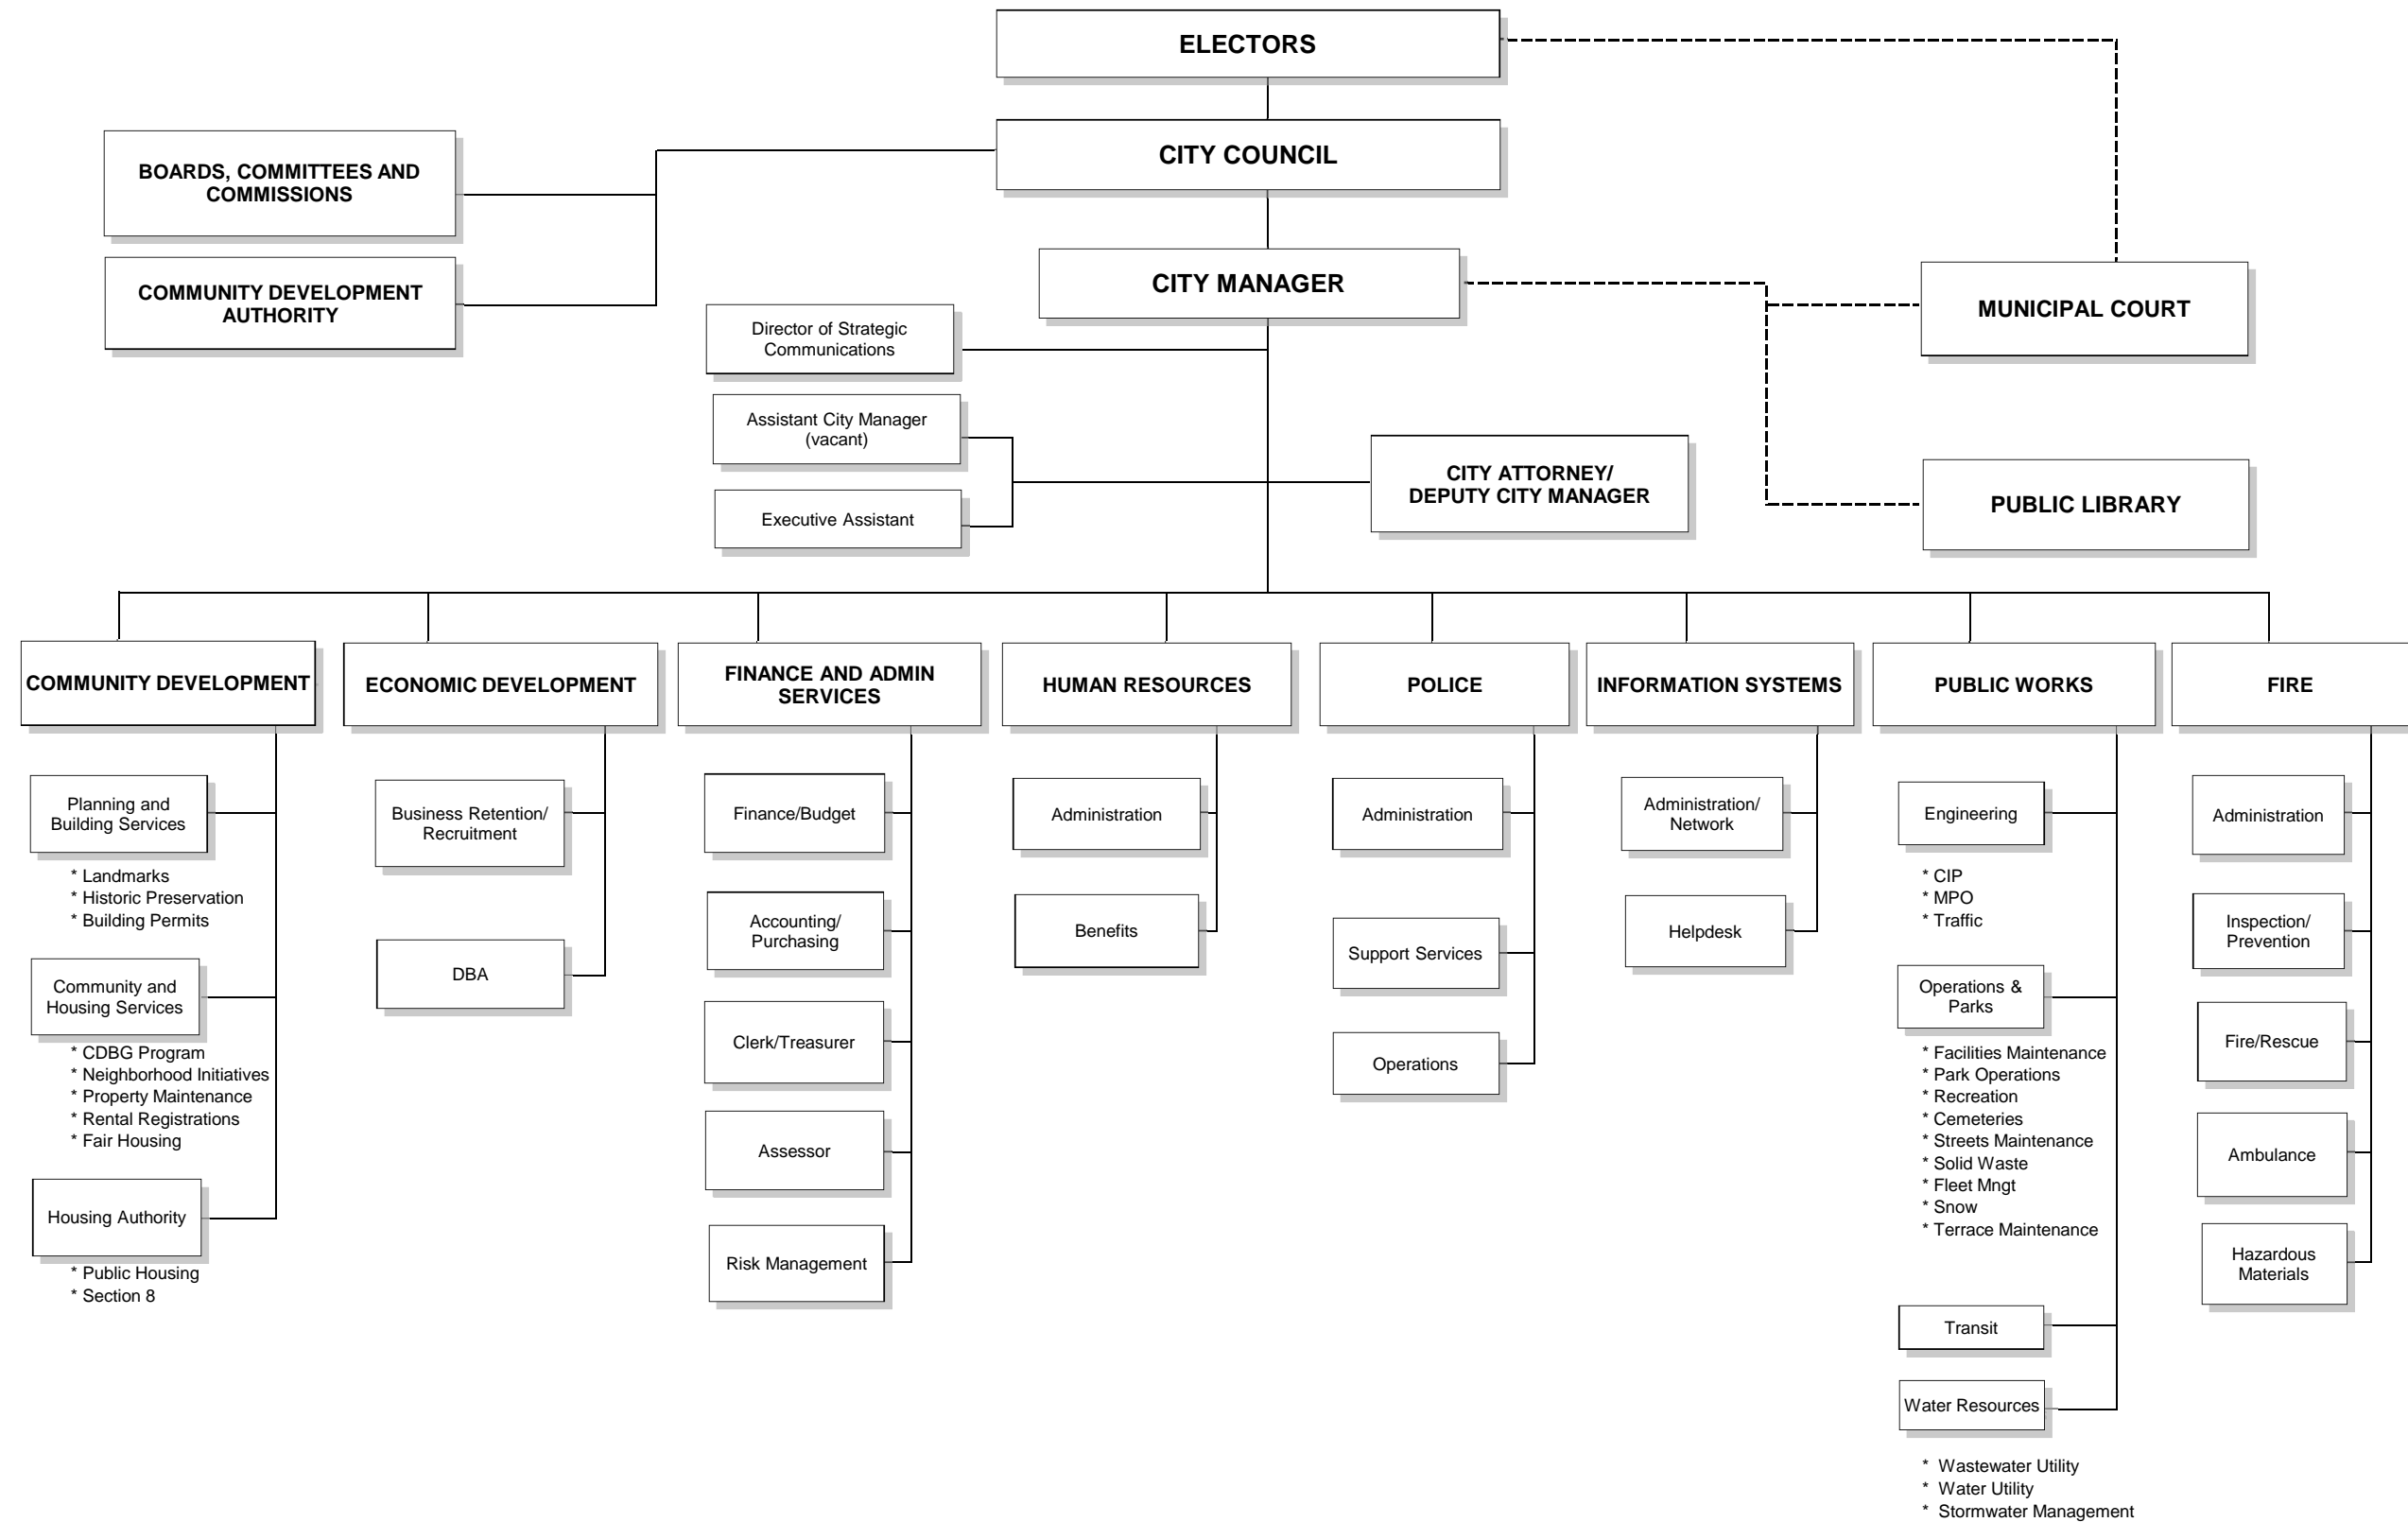 ELECTORS
CITY COUNCIL
BOARDS, COMMITTEES AND
COMMISSIONS
COMMUNITY DEVELOPMENT
AUTHORITY
CITY MANAGER
MUNICIPAL COURT
Director of Strategic
Communications
Assistant City Manager
(vacant)
Executive Assistant
CITY ATTORNEY/
DEPUTY CITY MANAGER
PUBLIC LIBRARY
COMMUNITY DEVELOPMENT
Planning and
Building Services
* Landmarks
* Historic Preservation
* Building Permits
Community and
Housing Services
* CDBG Program
* Neighborhood Initiatives
* Property Maintenance
* Rental Registrations
* Fair Housing
Housing Authority
* Public Housing
* Section 8
ECONOMIC DEVELOPMENT
Business Retention/
Recruitment
DBA
FINANCE AND ADMIN
SERVICES
Finance/Budget
Accounting/
Purchasing
Clerk/Treasurer
Assessor
Risk Management
HUMAN RESOURCES
Administration
Benefits
POLICE
Administration
Support Services
Operations
INFORMATION SYSTEMS
Administration/
Network
Helpdesk
PUBLIC WORKS
Engineering
* CIP
* MPO
* Traffic
Operations &
Parks
* Facilities Maintenance
* Park Operations
* Recreation
* Cemeteries
* Streets Maintenance
* Solid Waste
* Fleet Mngt
* Snow
* Terrace Maintenance
Transit
Water Resources
* Wastewater Utility
* Water Utility
* Stormwater Management
FIRE
Administration
Inspection/
Prevention
Fire/Rescue
Ambulance
Hazardous
Materials